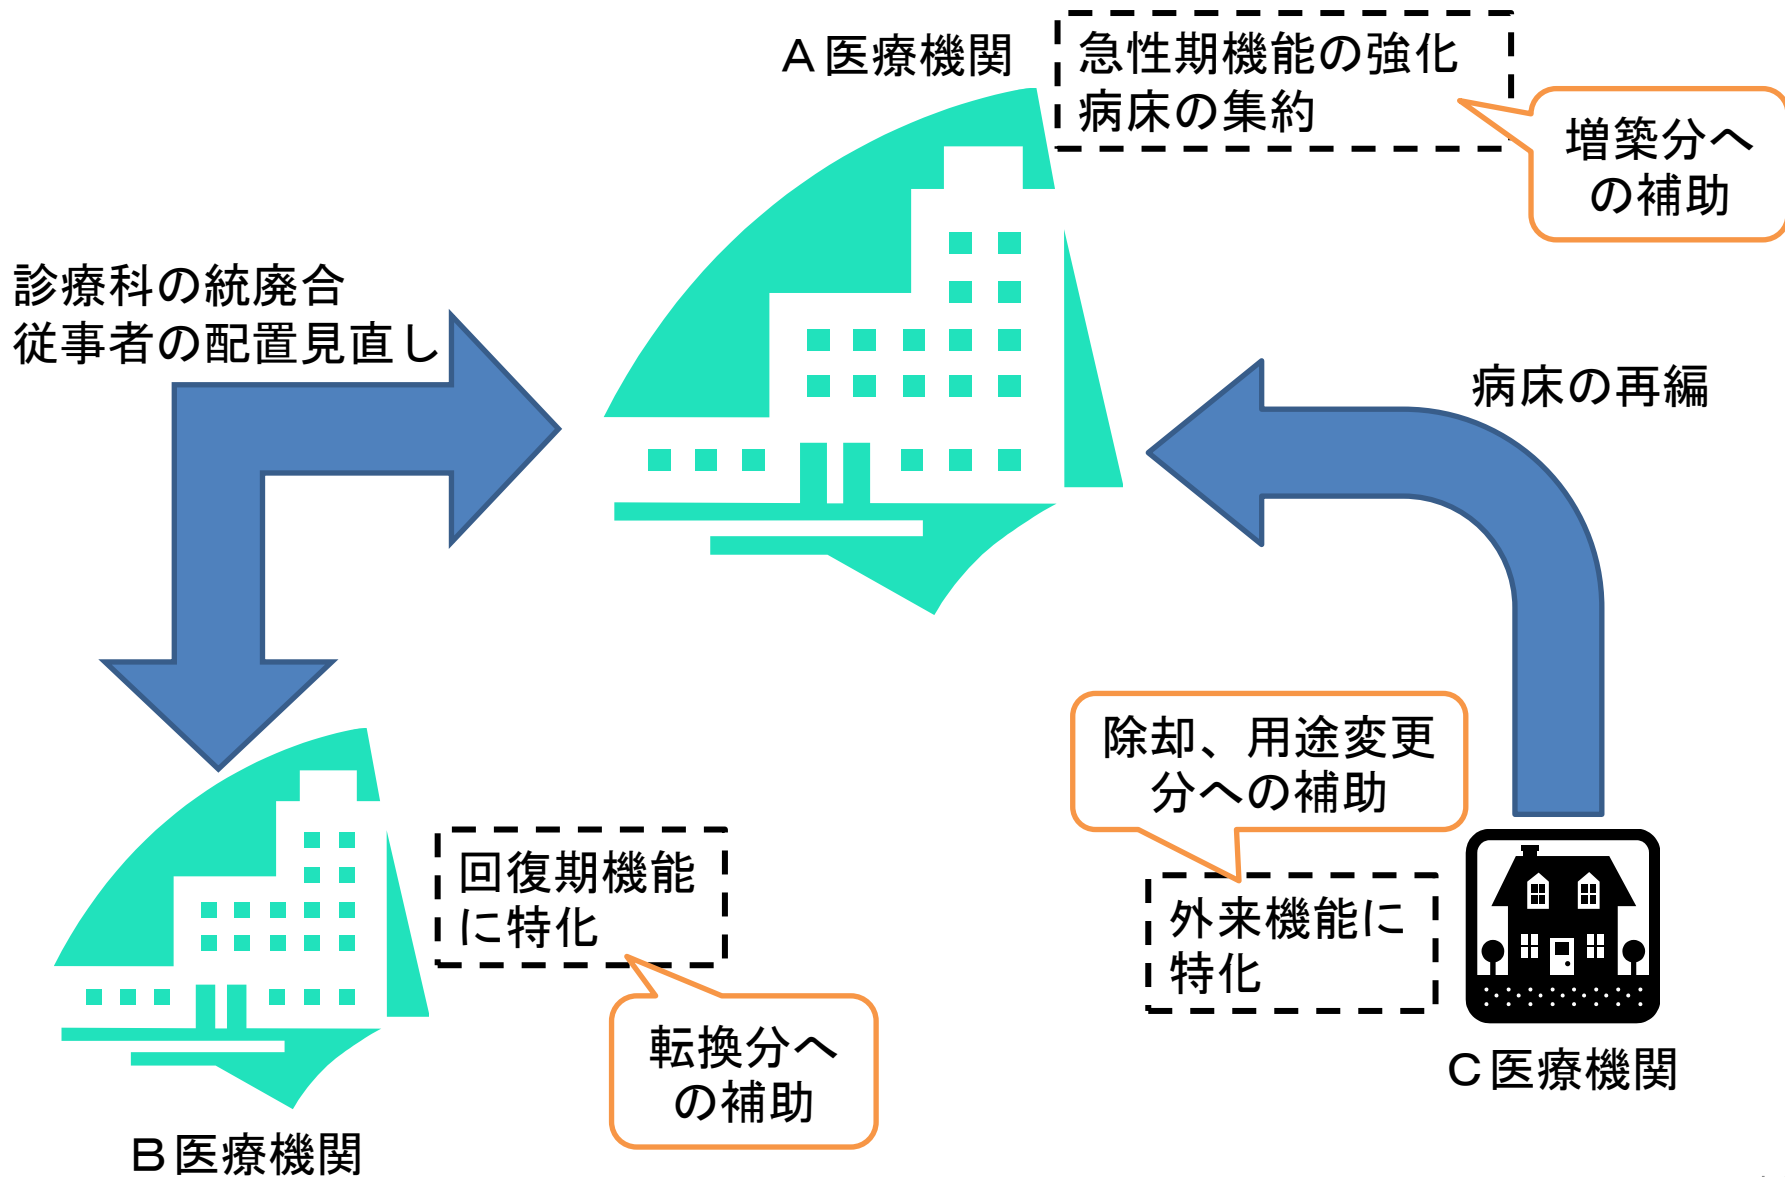 A医療機関
急性期機能の強化
病床の集約
増築分へ
の補助
診療科の統廃合
従事者の配置見直し
病床の再編
除却、用途変更
分への補助
回復期機能
に特化
外来機能に
特化
転換分へ
の補助
C医療機関
B医療機関